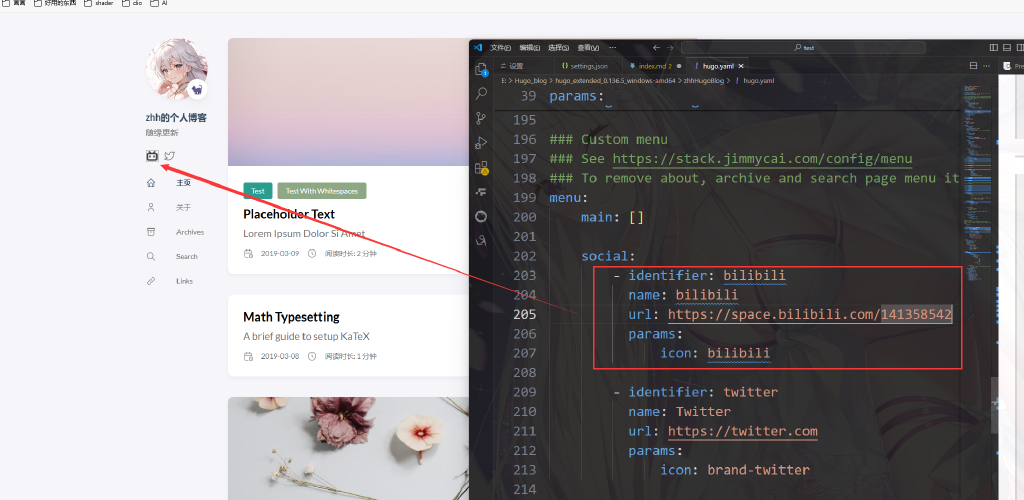 寓寓
好用的东西
shader
clio
AI
zhh的个人博客
随缘更新
主页
关于
Archives
Search
Links
Test
Test With Whitespaces
Placeholder Text
Lorem Ipsum Dolor Si Amet
2019-03-09
阅读时长: 2 分钟
Math Typesetting
A brief guide to setup KaTeX
2019-03-08
阅读时长: 1 分钟
文件(F) 编辑(E) 选择(S) 查看(V) ···
test
设置
settings.json
index.md 2
hugo.yaml
Pre
E: > Hugo_blog > hugo_extended_0.136.5_windows-amd64 > zhhHugoBlog > ! hugo.yaml
39 params:
195
196 ### Custom menu
197 ### See https://stack.jimmycai.com/config/menu
198 ### To remove about, archive and search page menu it
199 menu:
200 main: []
201
202 social:
203 - identifier: bilibili
204 name: bilibili
205 url: https://space.bilibili.com/141358542
206 params:
207 icon: bilibili
208
209 - identifier: twitter
210 name: Twitter
211 url: https://twitter.com
212 params:
213 icon: brand-twitter
214